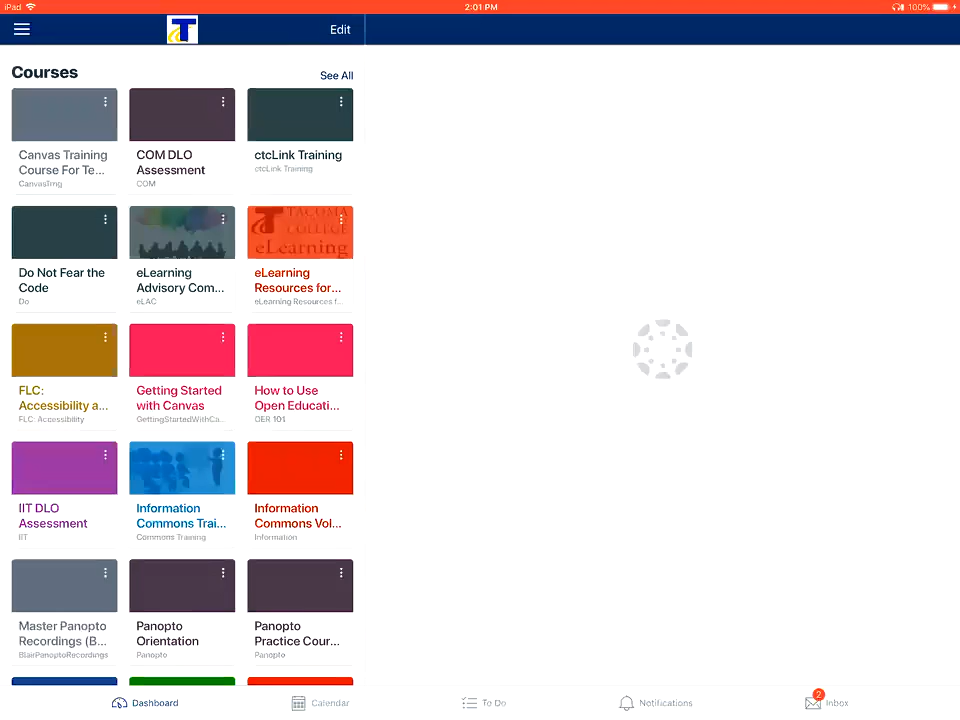 iPad
2:01 PM
100%
T
Edit
Courses
See All
Canvas Training
Course For Te...
CanvasTrng
COM DLO
Assessment
COM
ctcLink Training
ctcLink Training
Do Not Fear the
Code
Do
eLearning
Advisory Com...
eLAC
TACOMA
COLLEGE
eLearning
eLearning
Resources for...
eLearning Resources f...
FLC:
Accessibility a...
FLC: Accessibility
Getting Started
with Canvas
GettingStartedWithCa...
How to Use
Open Educati...
OER 101
IIT DLO
Assessment
IIT
Information
Commons Trai...
Commons Training
Information
Commons Vol...
Information
Master Panopto
Recordings (B...
BlairPanoptoRecordings
Panopto
Orientation
Panopto
Panopto
Practice Cour...
Panopto
Dashboard
Calendar
To Do
Notifications
2
Inbox